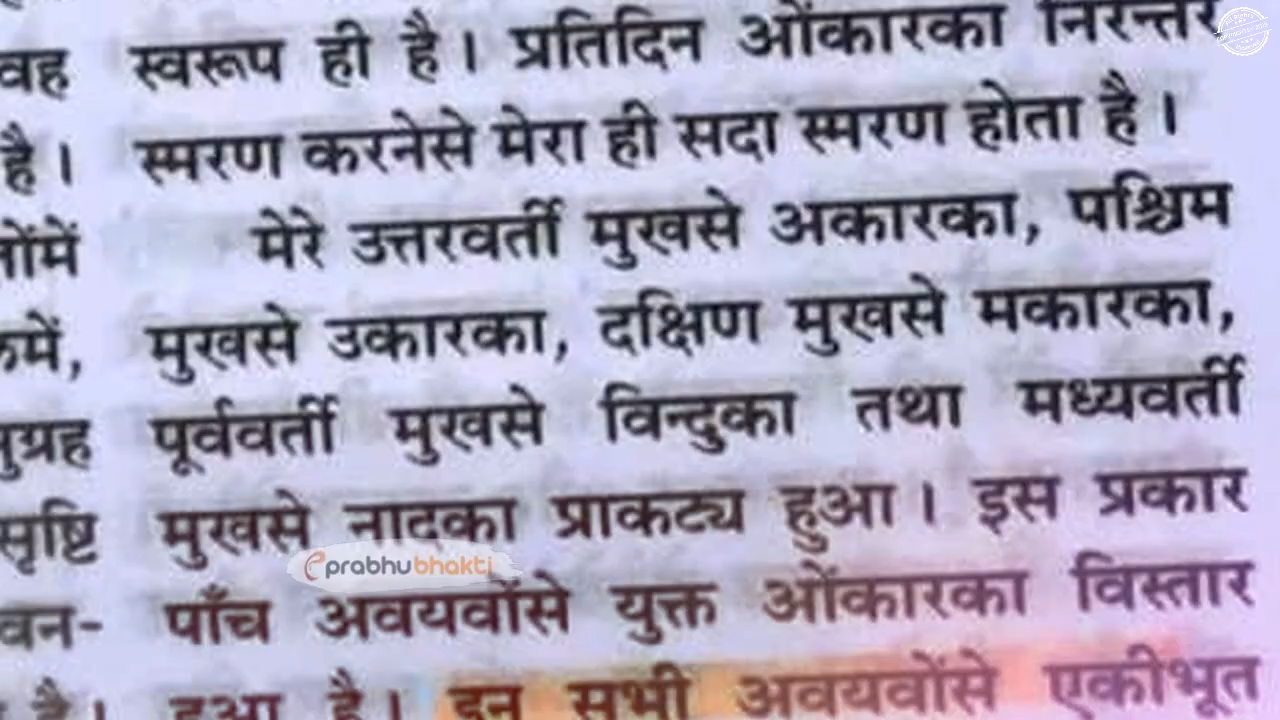 वह स्वरूप ही है। प्रतिदिन ओंकारका निरन्तर
है। स्मरण करनेसे मेरा ही सदा स्मरण होता है।
मेरे उत्तरवर्ती मुखसे अकारका, पश्चिम
मुखसे उकारका, दक्षिण मुखसे मकारका,
पूर्ववर्ती मुखसे विन्दुका तथा मध्यवर्ती
सृष्टि मुखसे नादका प्राकट्य हुआ। इस प्रकार
eprabhubhakti
वन- पाँच अवयवोंसे युक्त ओंकारका विस्तार
है। हुआ है। इन सभी अवयवोंसे एकीभूत